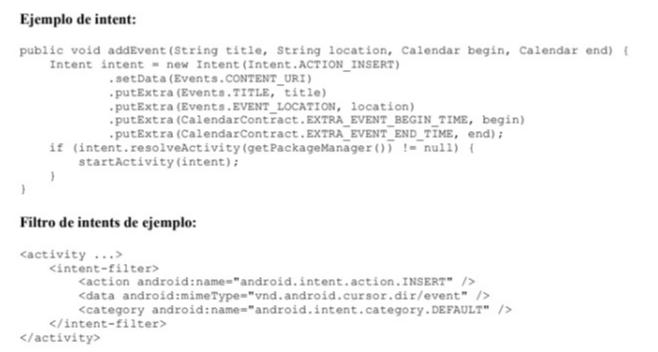 Ejemplo de intent:
public void addEvent(String title, String location, Calendar begin, Calendar end) {
    Intent intent = new Intent(Intent.ACTION_INSERT)
            .setData(Events.CONTENT_URI)
            .putExtra(Events.TITLE, title)
            .putExtra(Events.EVENT_LOCATION, location)
            .putExtra(CalendarContract.EXTRA_EVENT_BEGIN_TIME, begin)
            .putExtra(CalendarContract.EXTRA_EVENT_END_TIME, end);
    if (intent.resolveActivity(getPackageManager()) != null) {
        startActivity(intent);
    }
}
Filtro de intents de ejemplo:
<activity ...>
    <intent-filter>
        <action android:name="android.intent.action.INSERT" />
        <data android:mimeType="vnd.android.cursor.dir/event" />
        <category android:name="android.intent.category.DEFAULT" />
    </intent-filter>
</activity>